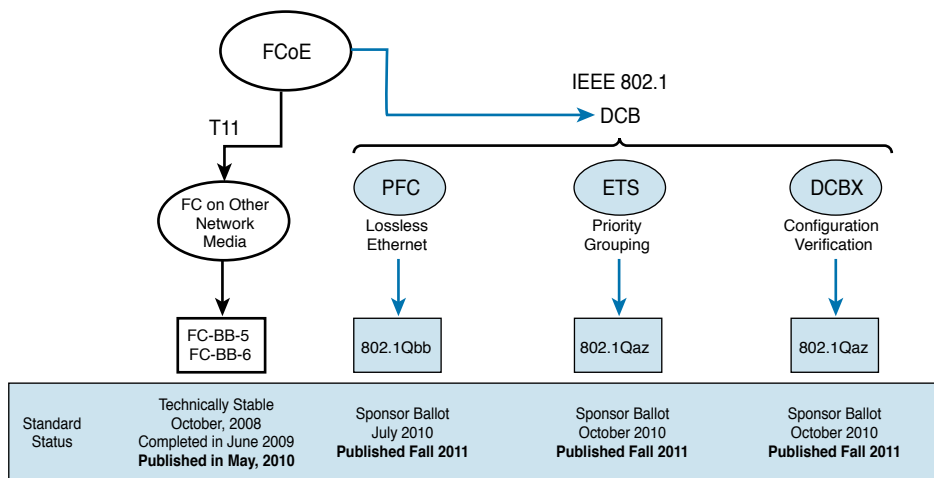 FCoE
IEEE 802.1
DCB
T11
FC on Other
Network
Media
PFC
Lossless
Ethernet
ETS
Priority
Grouping
DCBX
Configuration
Verification
FC-BB-5
FC-BB-6
802.1Qbb
802.1Qaz
802.1Qaz
Standard
Status
Technically Stable
October, 2008
Completed in June 2009
Published in May, 2010
Sponsor Ballot
July 2010
Published Fall 2011
Sponsor Ballot
October 2010
Published Fall 2011
Sponsor Ballot
October 2010
Published Fall 2011